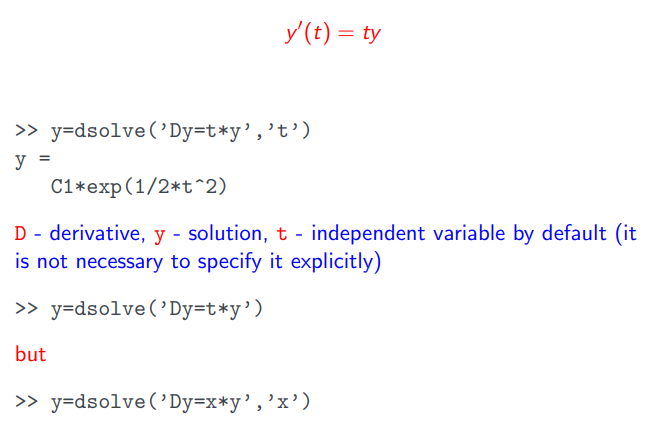 y′(t) = ty
>> y=dsolve(’Dy=t*y’,’t’)
y =
C1*exp(1/2*t^2)
D - derivative, y - solution, t - independent variable by default (it
is not necessary to specify it explicitly)
>> y=dsolve(’Dy=t*y’)
but
>> y=dsolve(’Dy=x*y’,’x’)